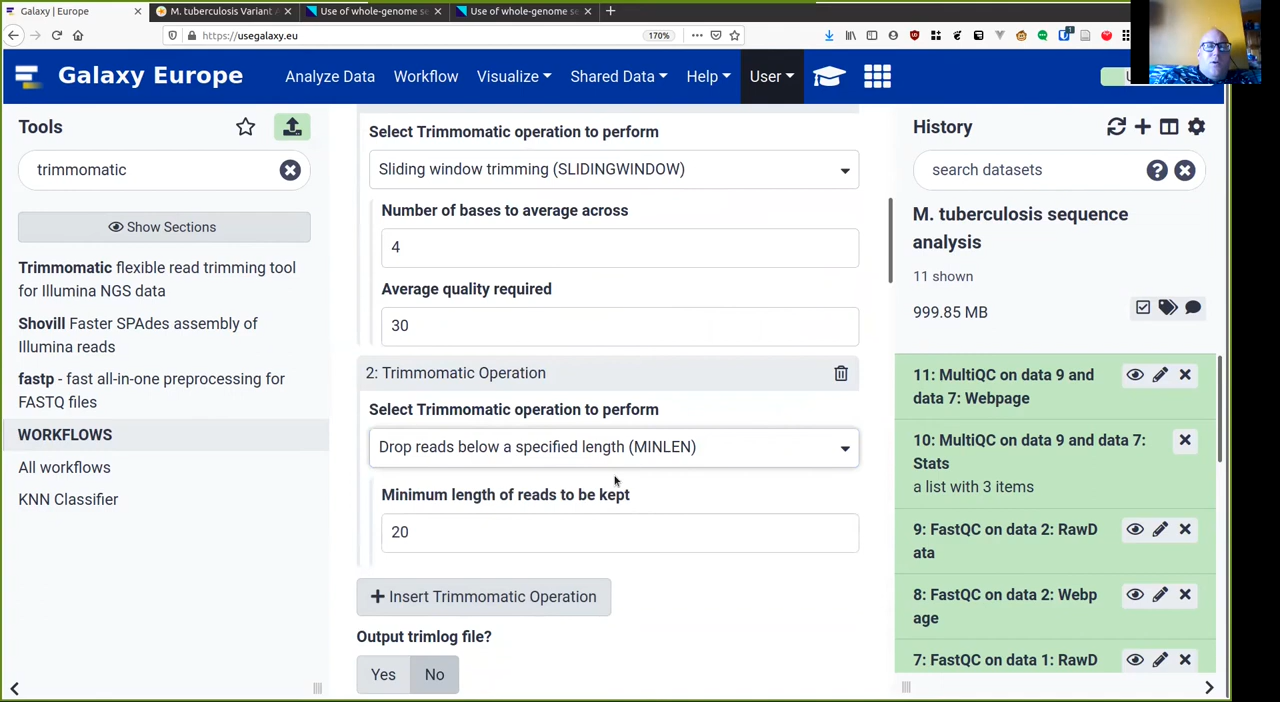 Galaxy | Europe
M. tuberculosis Variant A
Use of whole-genome se
Use of whole-genome se
https://usegalaxy.eu
170%
Galaxy Europe
Analyze Data
Workflow
Visualize
Shared Data
Help
User
Tools
trimmomatic
Show Sections
Trimmomatic flexible read trimming tool
for Illumina NGS data
Shovill Faster SPAdes assembly of
Illumina reads
fastp - fast all-in-one preprocessing for
FASTQ files
WORKFLOWS
All workflows
KNN Classifier
Select Trimmomatic operation to perform
Sliding window trimming (SLIDINGWINDOW)
Number of bases to average across
4
Average quality required
30
2: Trimmomatic Operation
Select Trimmomatic operation to perform
Drop reads below a specified length (MINLEN)
Minimum length of reads to be kept
20
Insert Trimmomatic Operation
Output trimlog file?
Yes
No
History
search datasets
M. tuberculosis sequence
analysis
11 shown
999.85 MB
11: MultiQC on data 9 and
data 7: Webpage
10: MultiQC on data 9 and data 7:
Stats
a list with 3 items
9: FastQC on data 2: RawD
ata
8: FastQC on data 2: Webp
age
7: FastQC on data 1: RawD